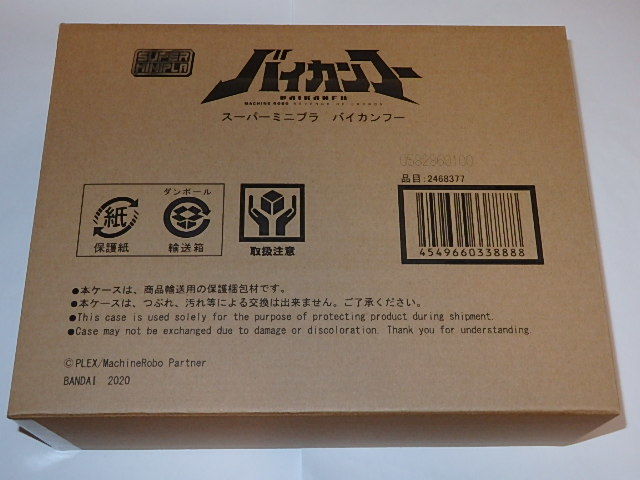 SUPER MINIPLA
バイカンフー
BAIKANFU
MACHINE ROBO REVENGE OF CRONOS
スーパーミニプラ バイカンフー
0582960100
品目:2468377
紙
保護紙
ダンボール
輸送箱
取扱注意
4549660338888
●本ケースは、商品輸送用の保護梱包材です。
●本ケースは、つぶれ、汚れ等による交換は出来ません。ご了承ください。
●This case is used solely for the purpose of protecting product during shipment.
●Case may not be exchanged due to damage or discoloration. Thank you for understanding.
©PLEX/MachineRobo Partner
BANDAI 2020